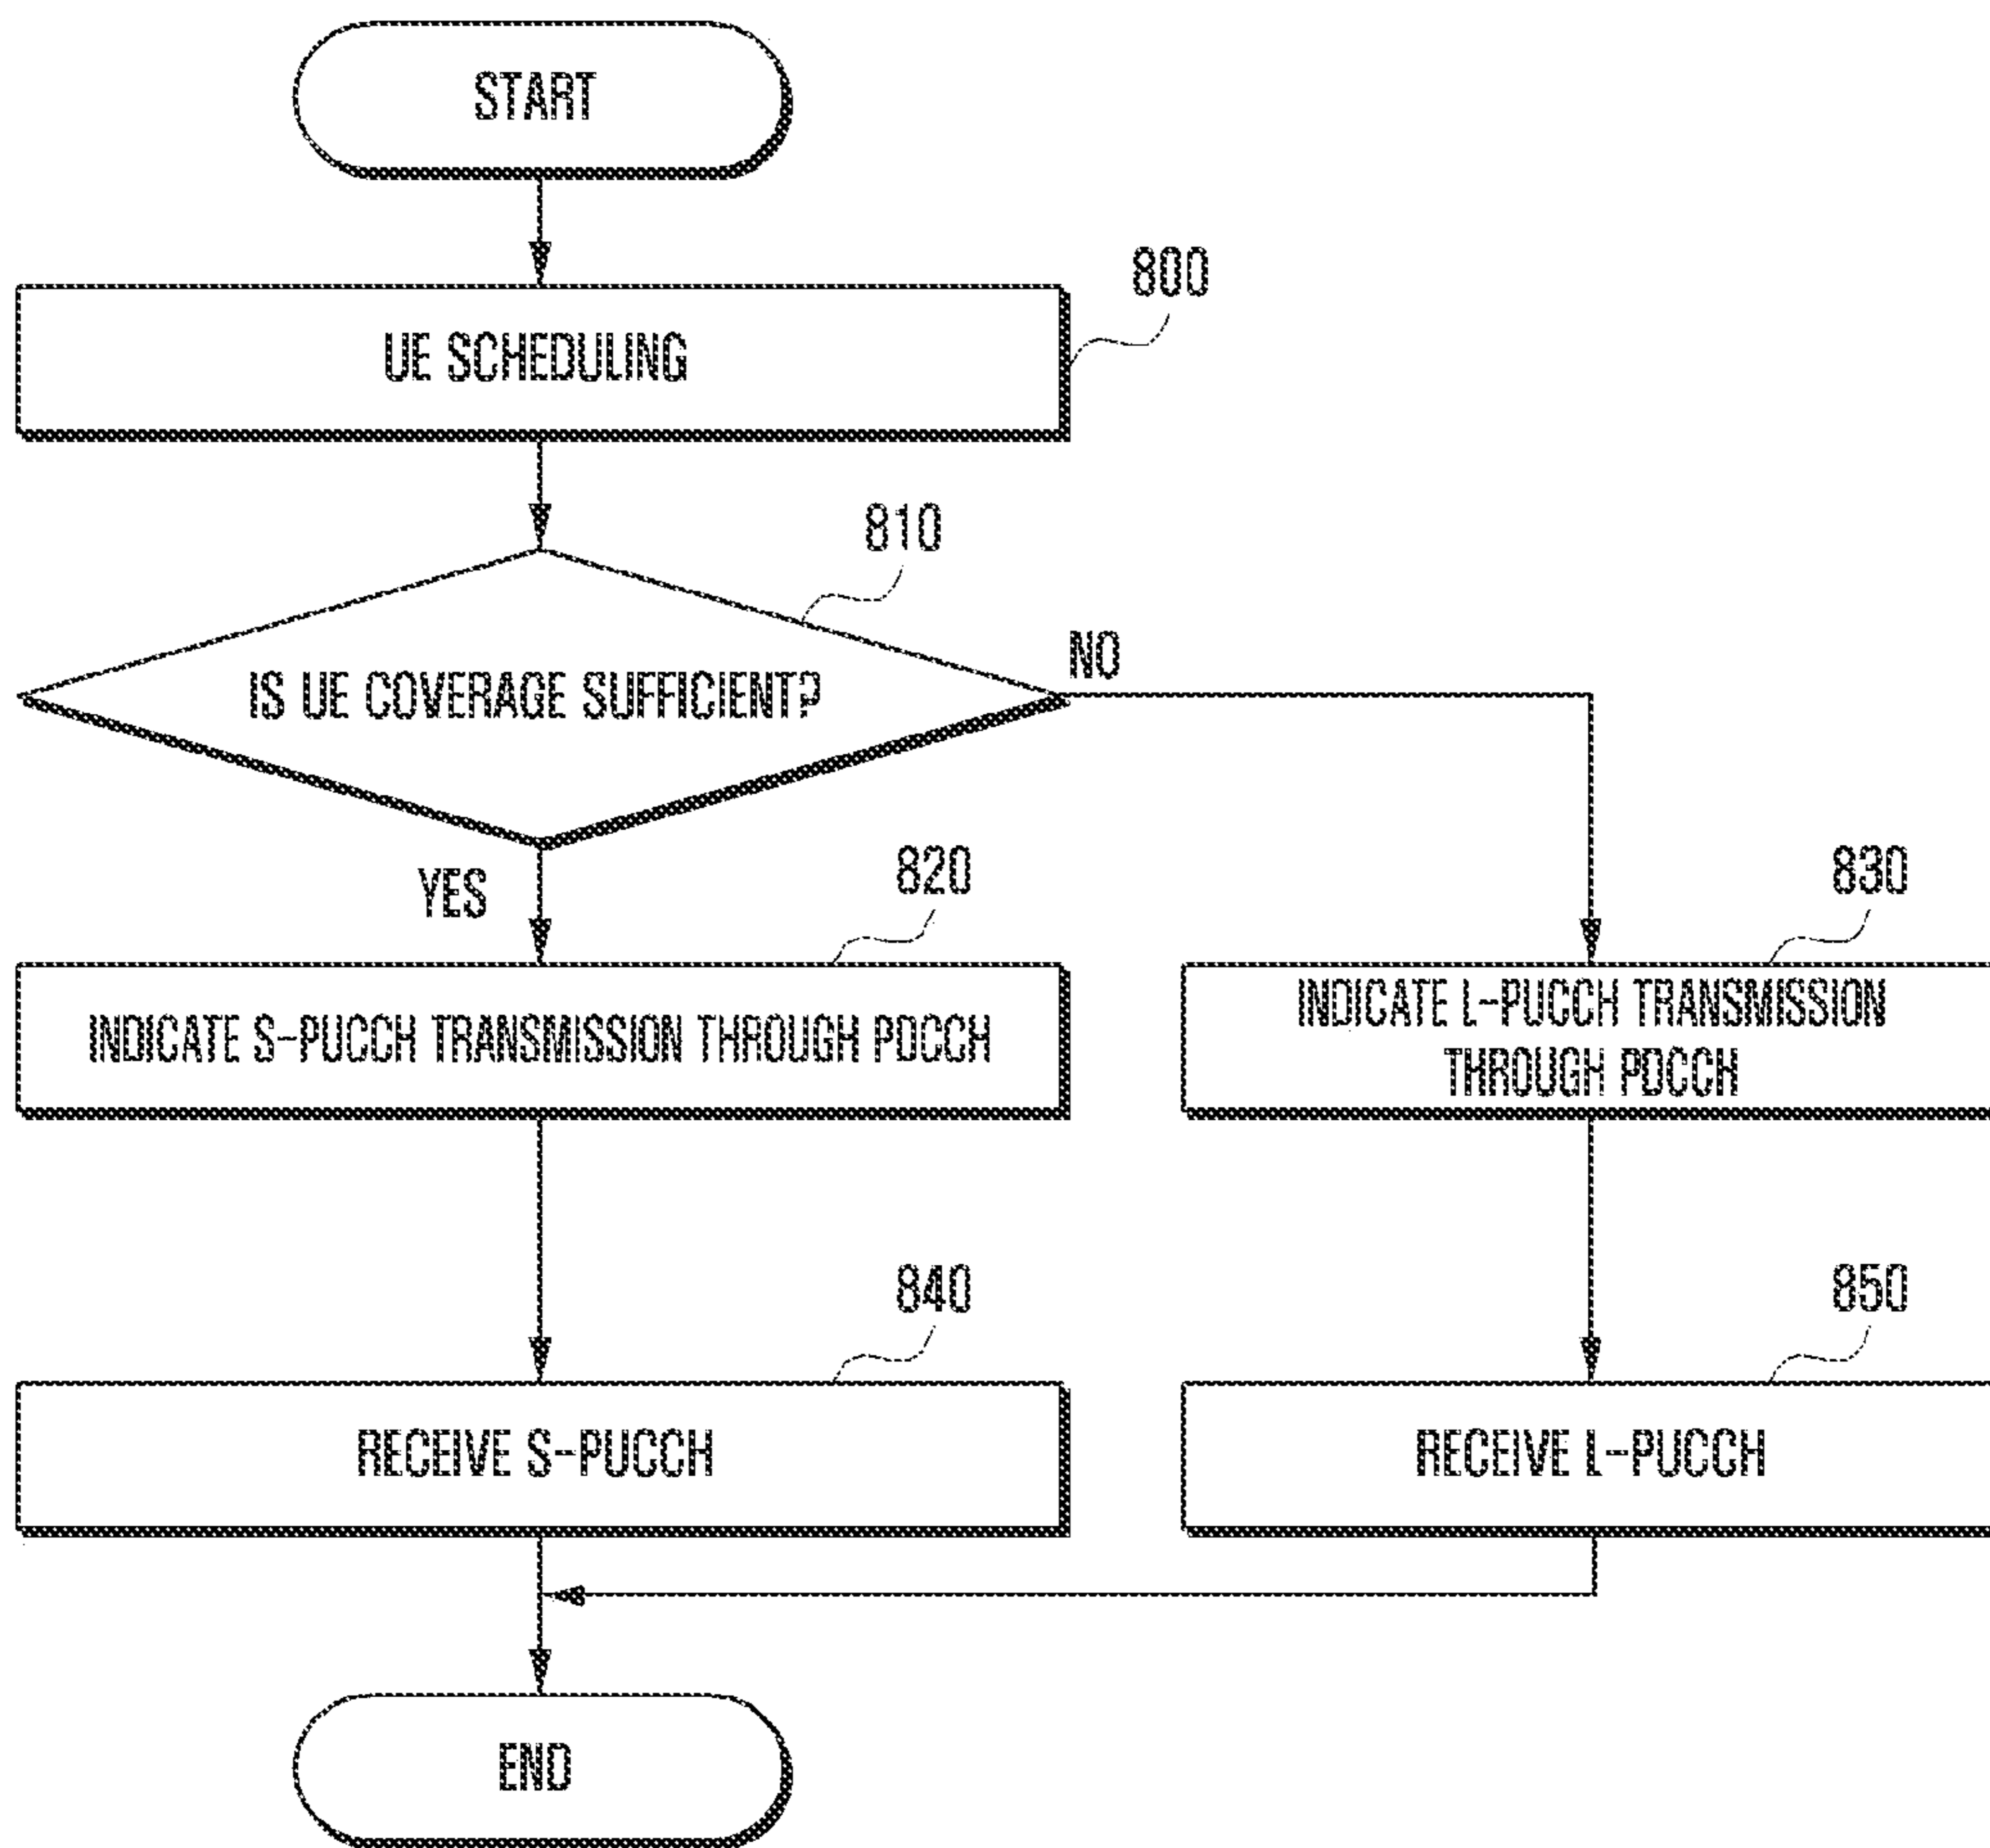 START
800
UE SCHEDULING
810
IS UE COVERAGE SUFFICIENT?
NO
YES
820
830
INDICATE S-PUCCH TRANSMISSION THROUGH PDCCH
INDICATE L-PUCCH TRANSMISSION
THROUGH PDCCH
840
850
RECEIVE S-PUCCH
RECEIVE L-PUCCH
END